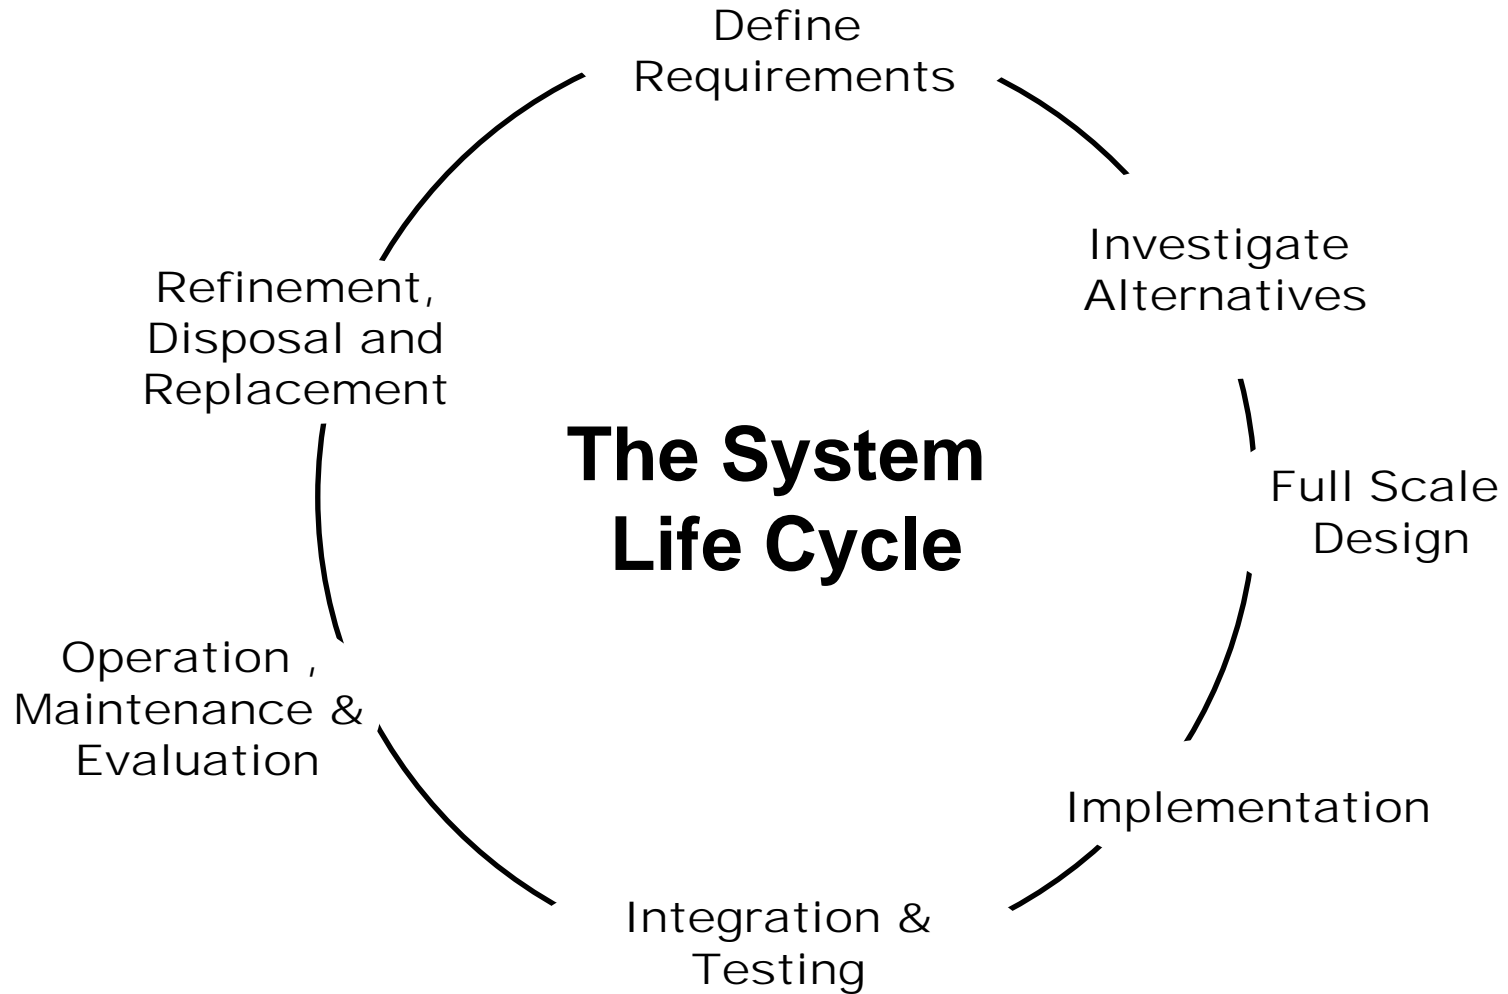 Define
Requirements
Investigate
Alternatives
Full Scale
Design
Implementation
Integration &
Testing
Operation ,
Maintenance &
Evaluation
Refinement,
Disposal and
Replacement
The System
Life Cycle